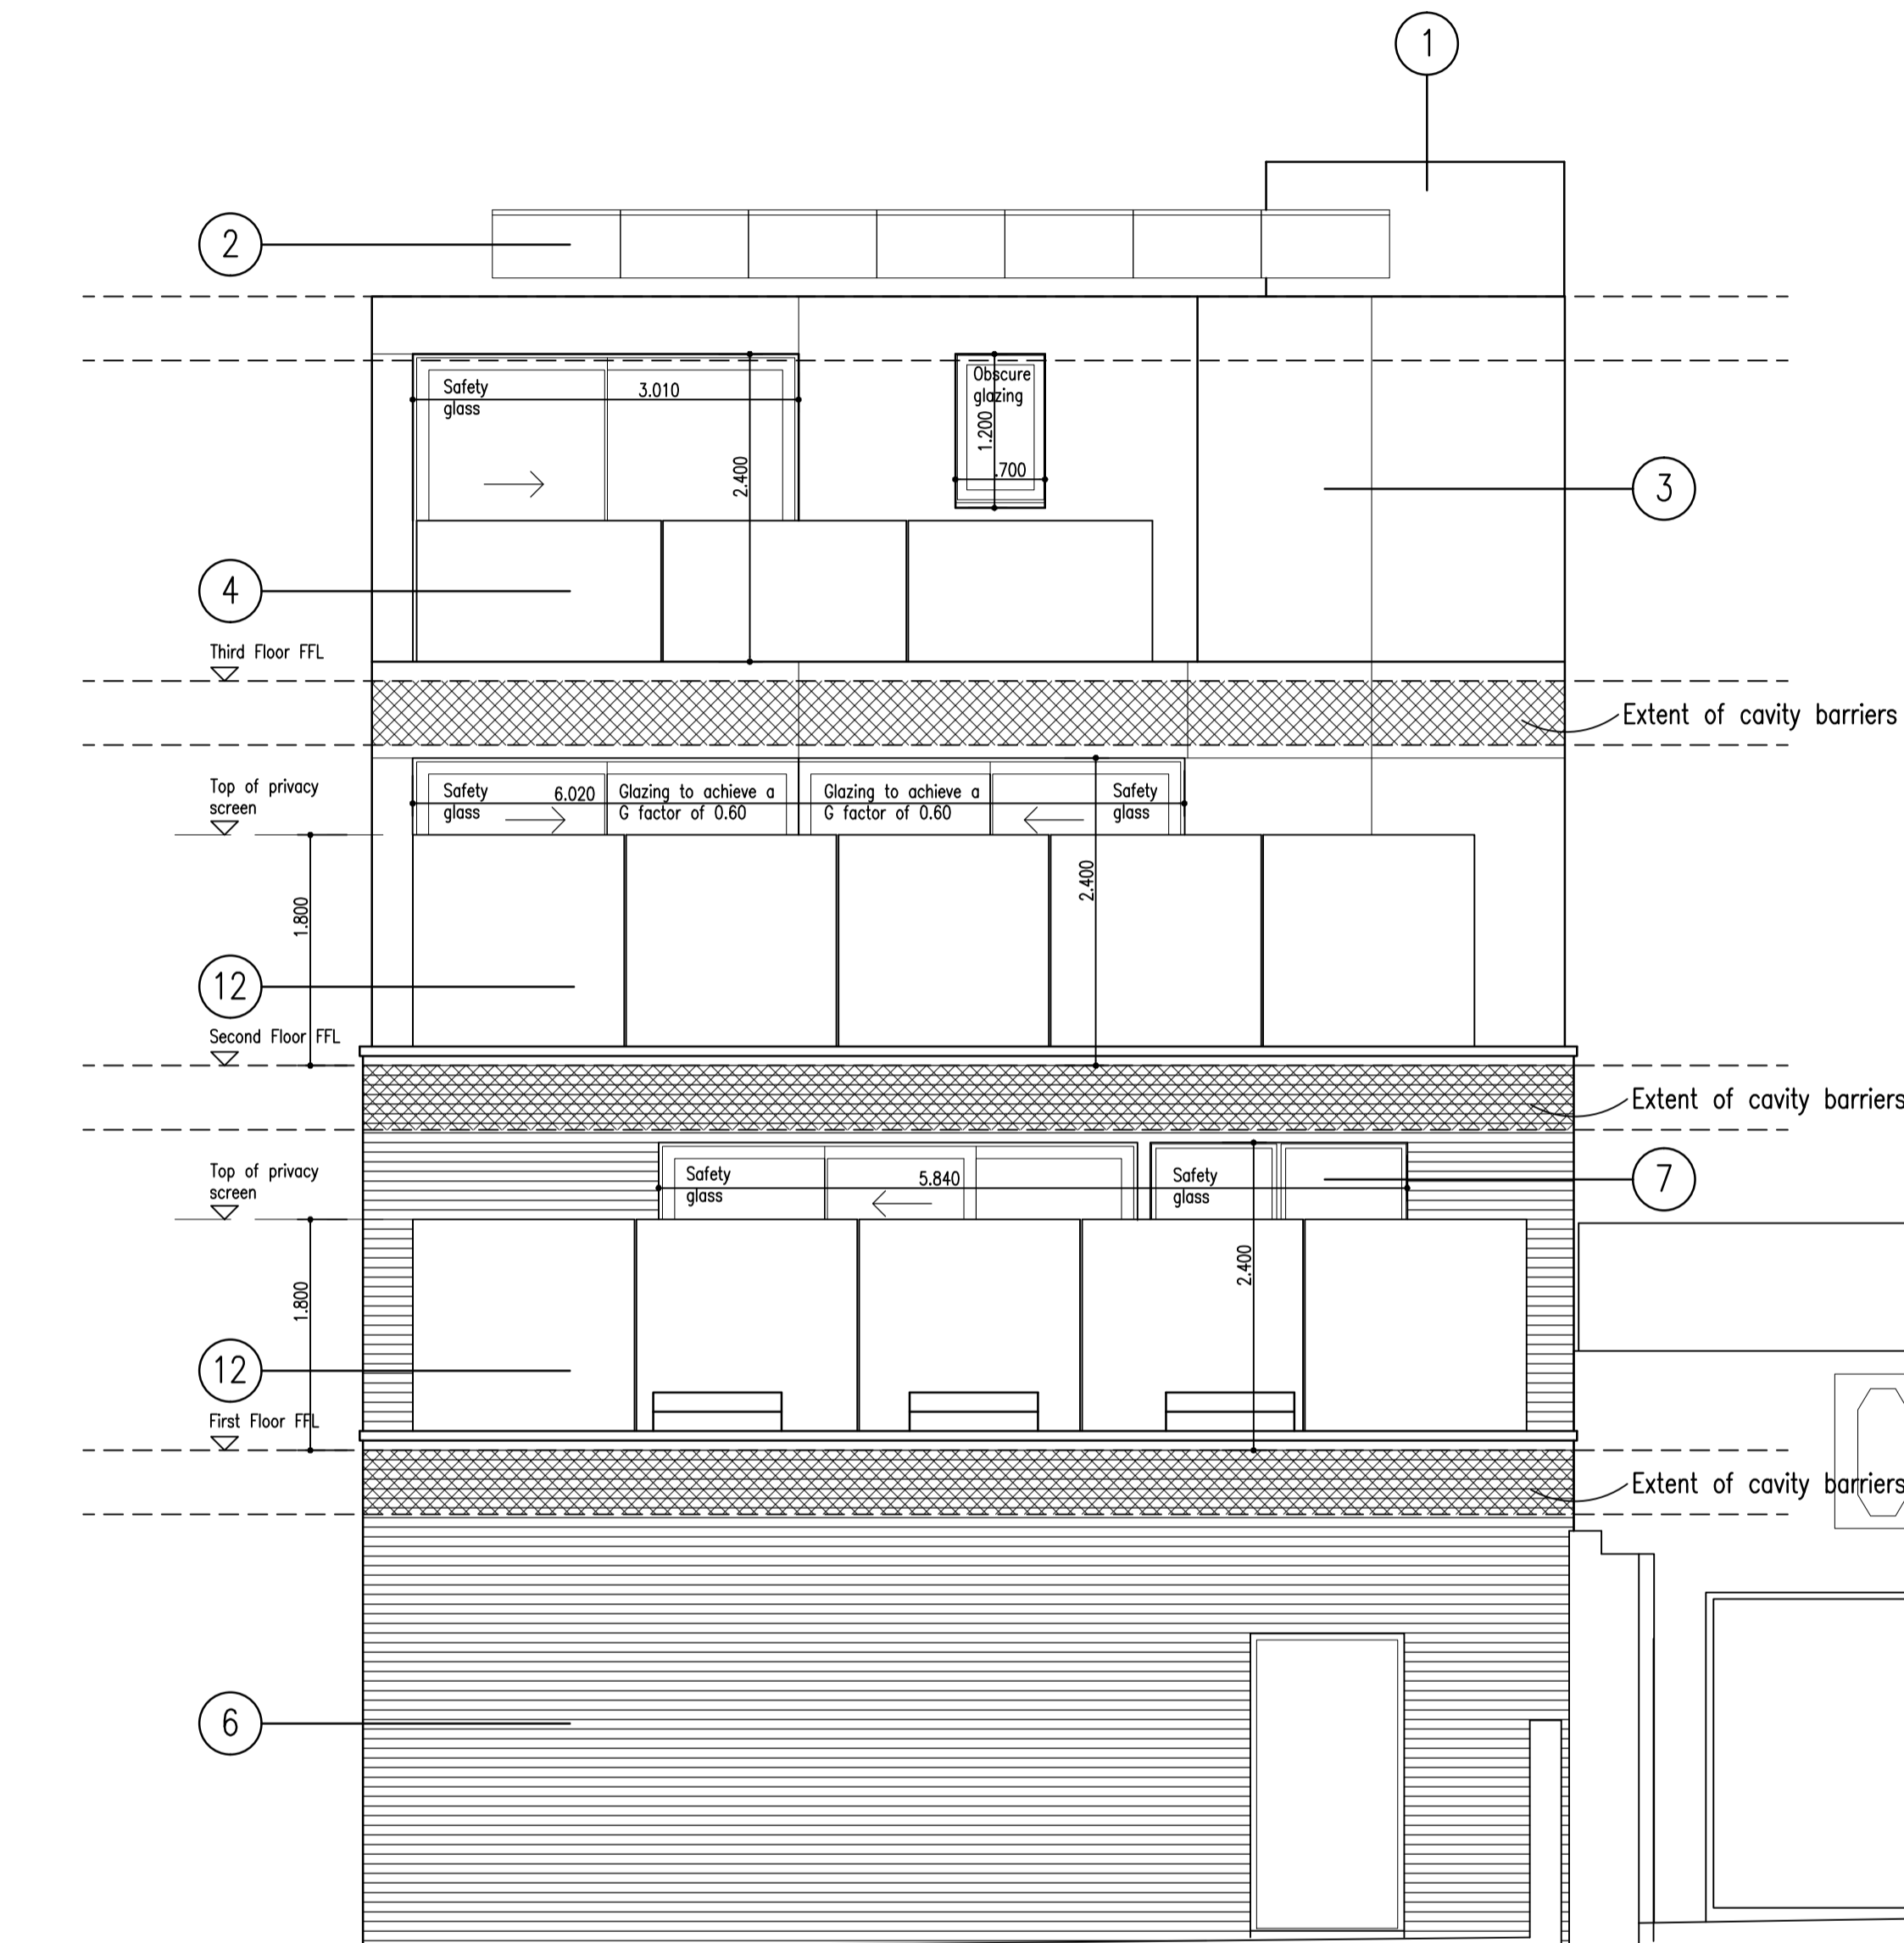 1
2
Safety
glass
3.010
2.400
Obscure
glazing
1.200
.700
3
4
Third Floor FFL
Extent of cavity barriers
Top of privacy
screen
Safety
glass
6.020
Glazing to achieve a
G factor of 0.60
Glazing to achieve a
G factor of 0.60
Safety
glass
2.400
1.800
12
Second Floor FFL
Extent of cavity barriers
Top of privacy
screen
Safety
glass
5.840
Safety
glass
7
2.400
1.800
12
First Floor FFL
Extent of cavity barriers
6